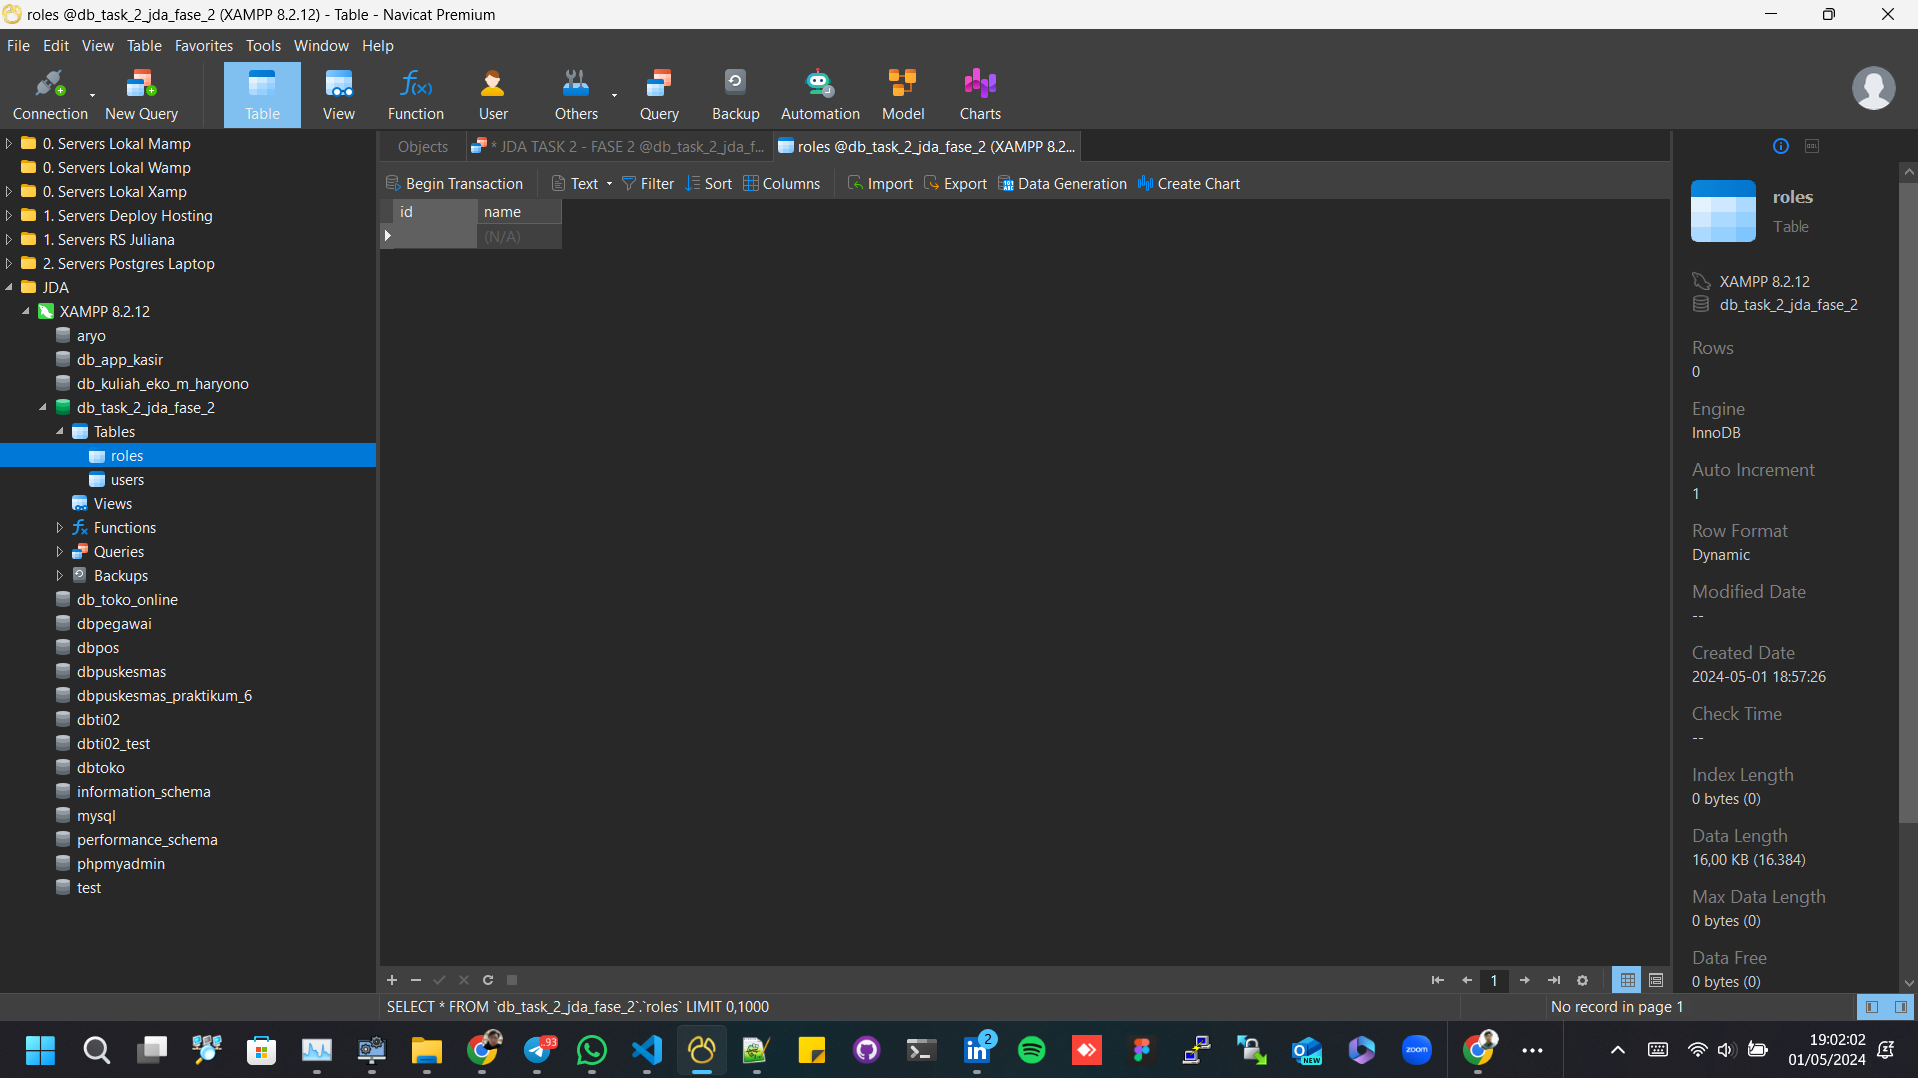 roles @db_task_2_jda_fase_2 (XAMPP 8.2.12) - Table - Navicat Premium
File Edit View Table Favorites Tools Window Help
Connection New Query Table View Function User Others Query Backup Automation Model Charts
0. Servers Lokal Mamp
0. Servers Lokal Wamp
0. Servers Lokal Xamp
1. Servers Deploy Hosting
1. Servers RS Juliana
2. Servers Postgres Laptop
JDA
XAMPP 8.2.12
aryo
db_app_kasir
db_kuliah_eko_m_haryono
db_task_2_jda_fase_2
Tables
roles
users
Views
Functions
Queries
Backups
db_toko_online
dbpegawai
dbpos
dbpuskesmas
dbpuskesmas_praktikum_6
dbti02
dbti02_test
dbtoko
information_schema
mysql
performance_schema
phpmyadmin
test
Objects * JDA TASK 2 - FASE 2 @db_task_2_jda_f... roles @db_task_2_jda_fase_2 (XAMPP 8.2...
Begin Transaction Text Filter Sort Columns Import Export Data Generation Create Chart
id name
(N/A)
roles
Table
XAMPP 8.2.12
db_task_2_jda_fase_2
Rows
0
Engine
InnoDB
Auto Increment
1
Row Format
Dynamic
Modified Date
--
Created Date
2024-05-01 18:57:26
Check Time
--
Index Length
0 bytes (0)
Data Length
16,00 KB (16.384)
Max Data Length
0 bytes (0)
Data Free
0 bytes (0)
1
SELECT * FROM `db_task_2_jda_fase_2`.`roles` LIMIT 0,1000
No record in page 1
93
2
NEW
zoom
19:02:02
01/05/2024